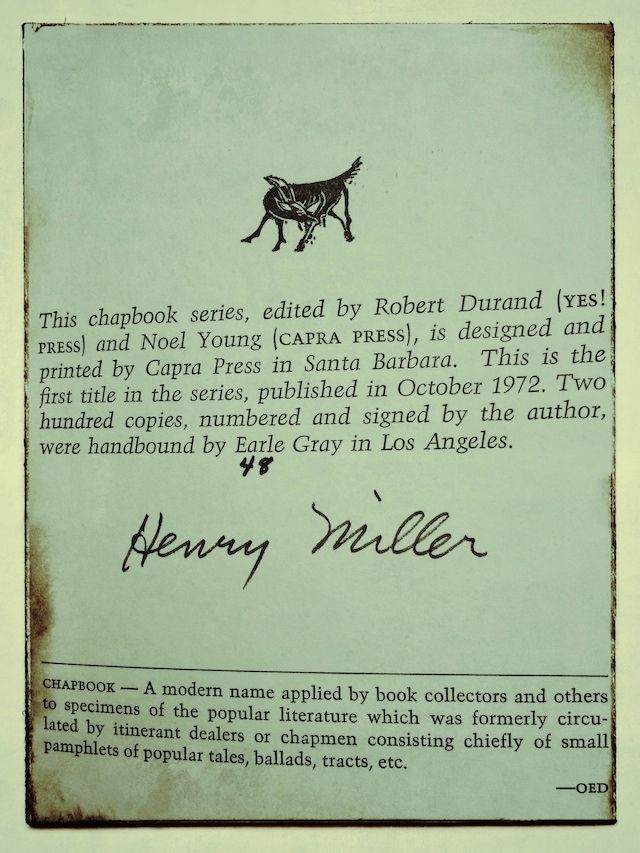 This chapbook series, edited by Robert Durand (YES!
PRESS) and Noel Young (CAPRA PRESS), is designed and
printed by Capra Press in Santa Barbara. This is the
first title in the series, published in October 1972. Two
hundred copies, numbered and signed by the author,
were handbound by Earle Gray in Los Angeles.
48
Henry Miller
CHAPBOOK — A modern name applied by book collectors and others
to specimens of the popular literature which was formerly circu-
lated by itinerant dealers or chapmen consisting chiefly of small
pamphlets of popular tales, ballads, tracts, etc.
—OED